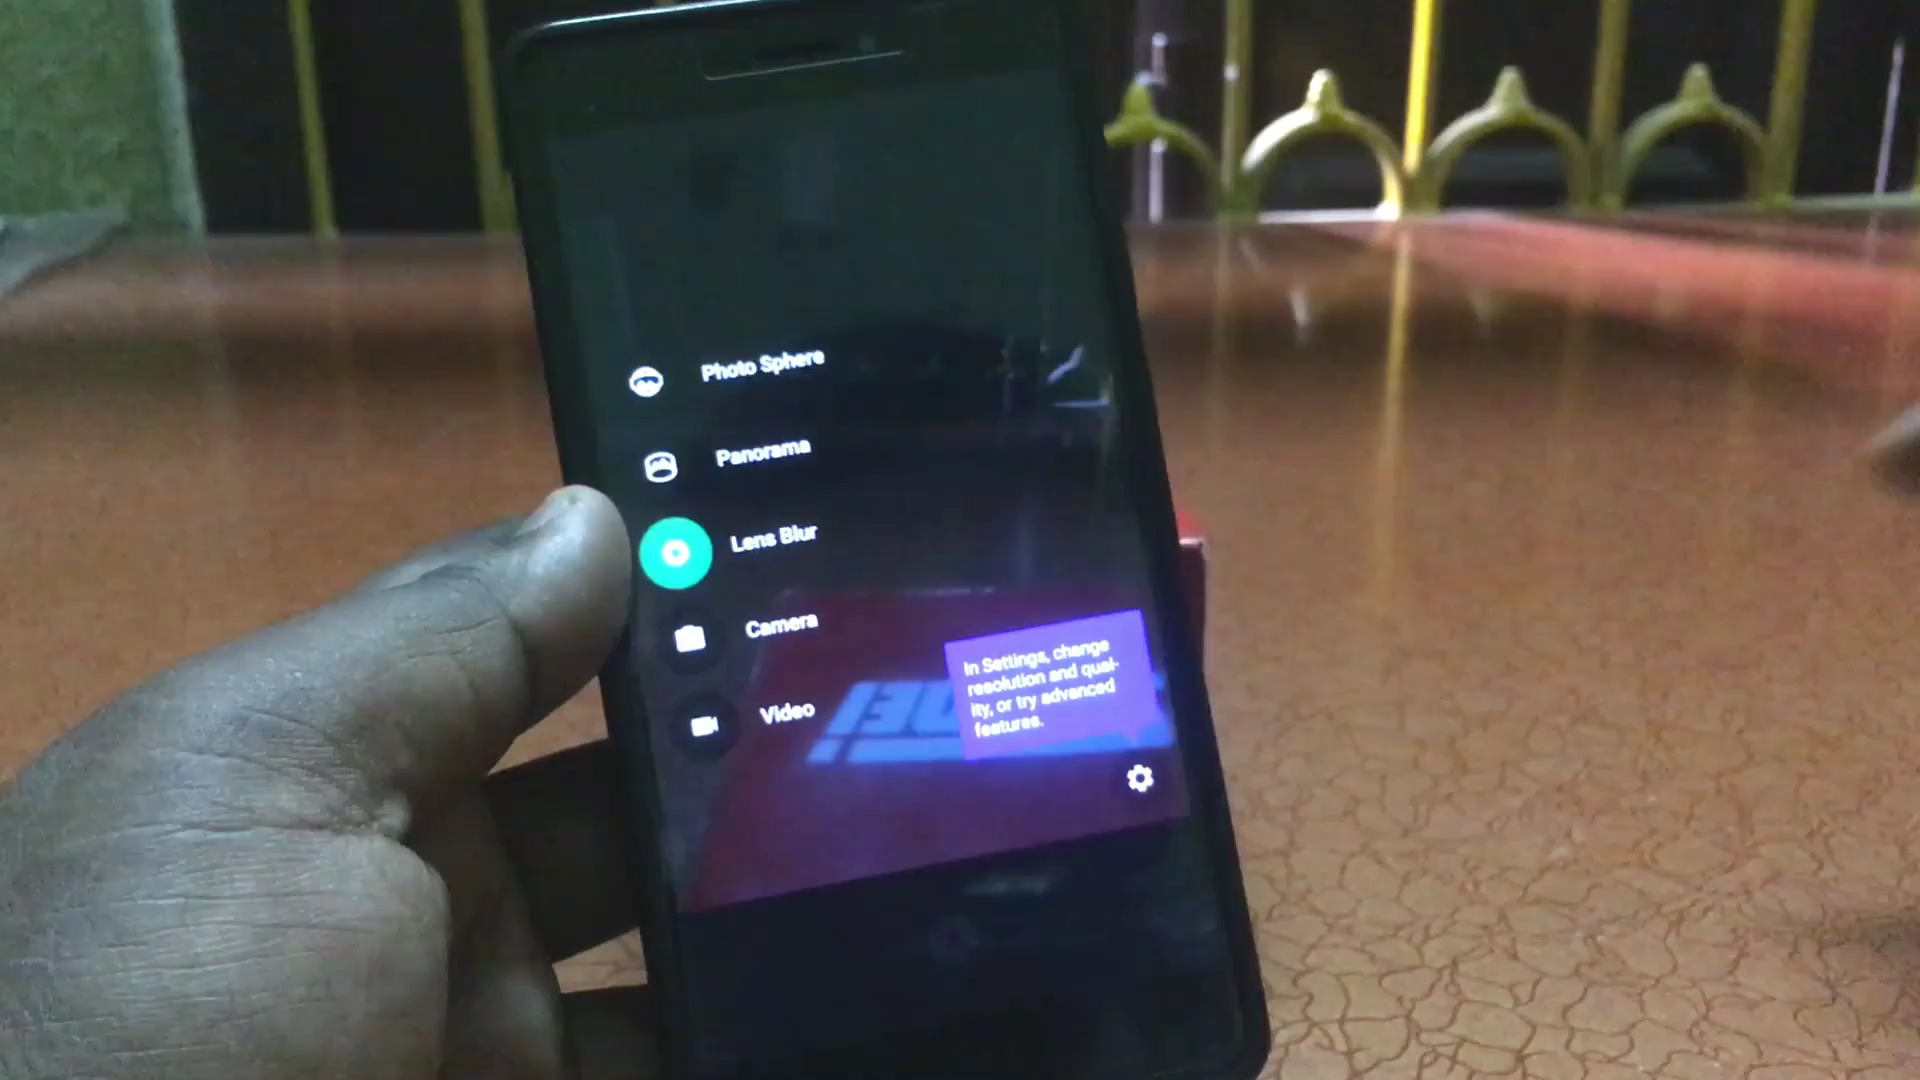 Photo Sphere
Panorama
Lens Blur
Camera
Video
In Settings, change
resolution and qual-
ity, or try advanced
features.